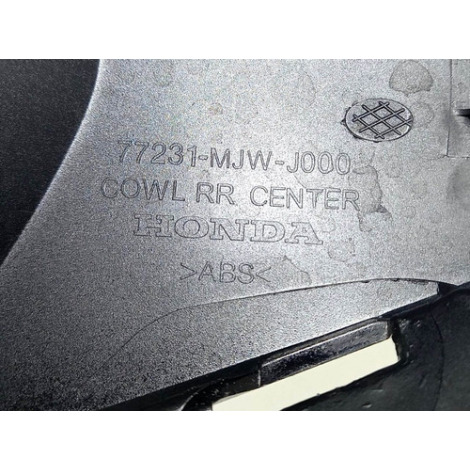 77231-MJW-J000
COWL RR. CENTER
HONDA
>ABS<